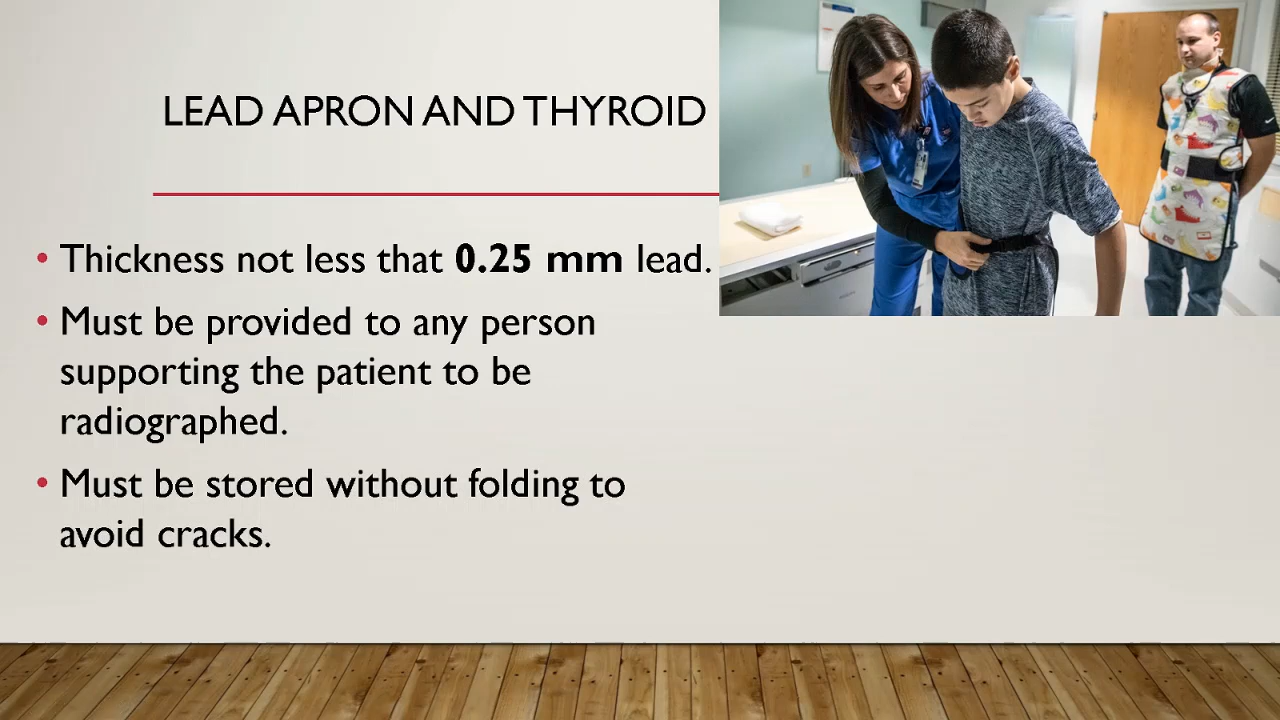 LEAD APRON AND THYROID
• Thickness not less that 0.25 mm lead.
• Must be provided to any person
supporting the patient to be
radiographed.
• Must be stored without folding to
avoid cracks.